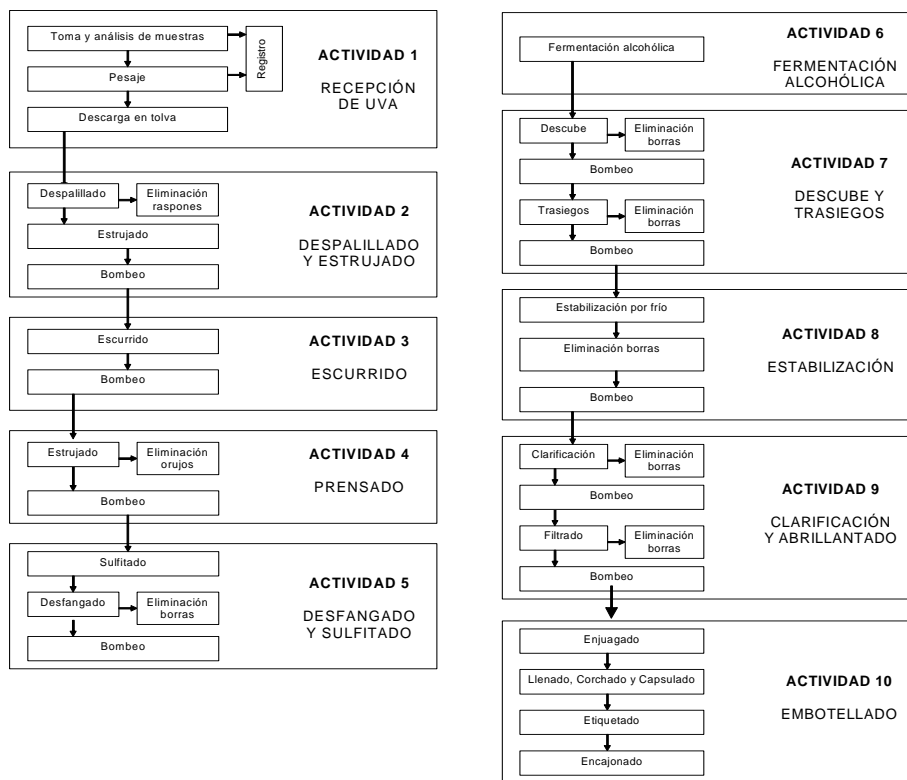 Toma y análisis de muestras
Pesaje
Descarga en tolva
Registro
ACTIVIDAD 1
RECEPCIÓN
DE UVA
Despalillado
Eliminación
raspones
Estrujado
Bombeo
ACTIVIDAD 2
DESPALILLADO
Y ESTRUJADO
Escurrido
Bombeo
ACTIVIDAD 3
ESCURRIDO
Estrujado
Eliminación
orujos
Bombeo
ACTIVIDAD 4
PRENSADO
Sulfitado
Desfangado
Eliminación
borras
Bombeo
ACTIVIDAD 5
DESFANGADO
Y SULFITADO
Fermentación alcohólica
ACTIVIDAD 6
FERMENTACIÓN
ALCOHÓLICA
Descube
Eliminación
borras
Bombeo
Trasiegos
Eliminación
borras
Bombeo
ACTIVIDAD 7
DESCUBE Y
TRASIEGOS
Estabilización por frío
Eliminación borras
Bombeo
ACTIVIDAD 8
ESTABILIZACIÓN
Clarificación
Eliminación
borras
Bombeo
Filtrado
Eliminación
borras
Bombeo
ACTIVIDAD 9
CLARIFICACIÓN
Y ABRILLANTADO
Enjuagado
Llenado, Corchado y Capsulado
Etiquetado
Encajonado
ACTIVIDAD 10
EMBOTELLADO